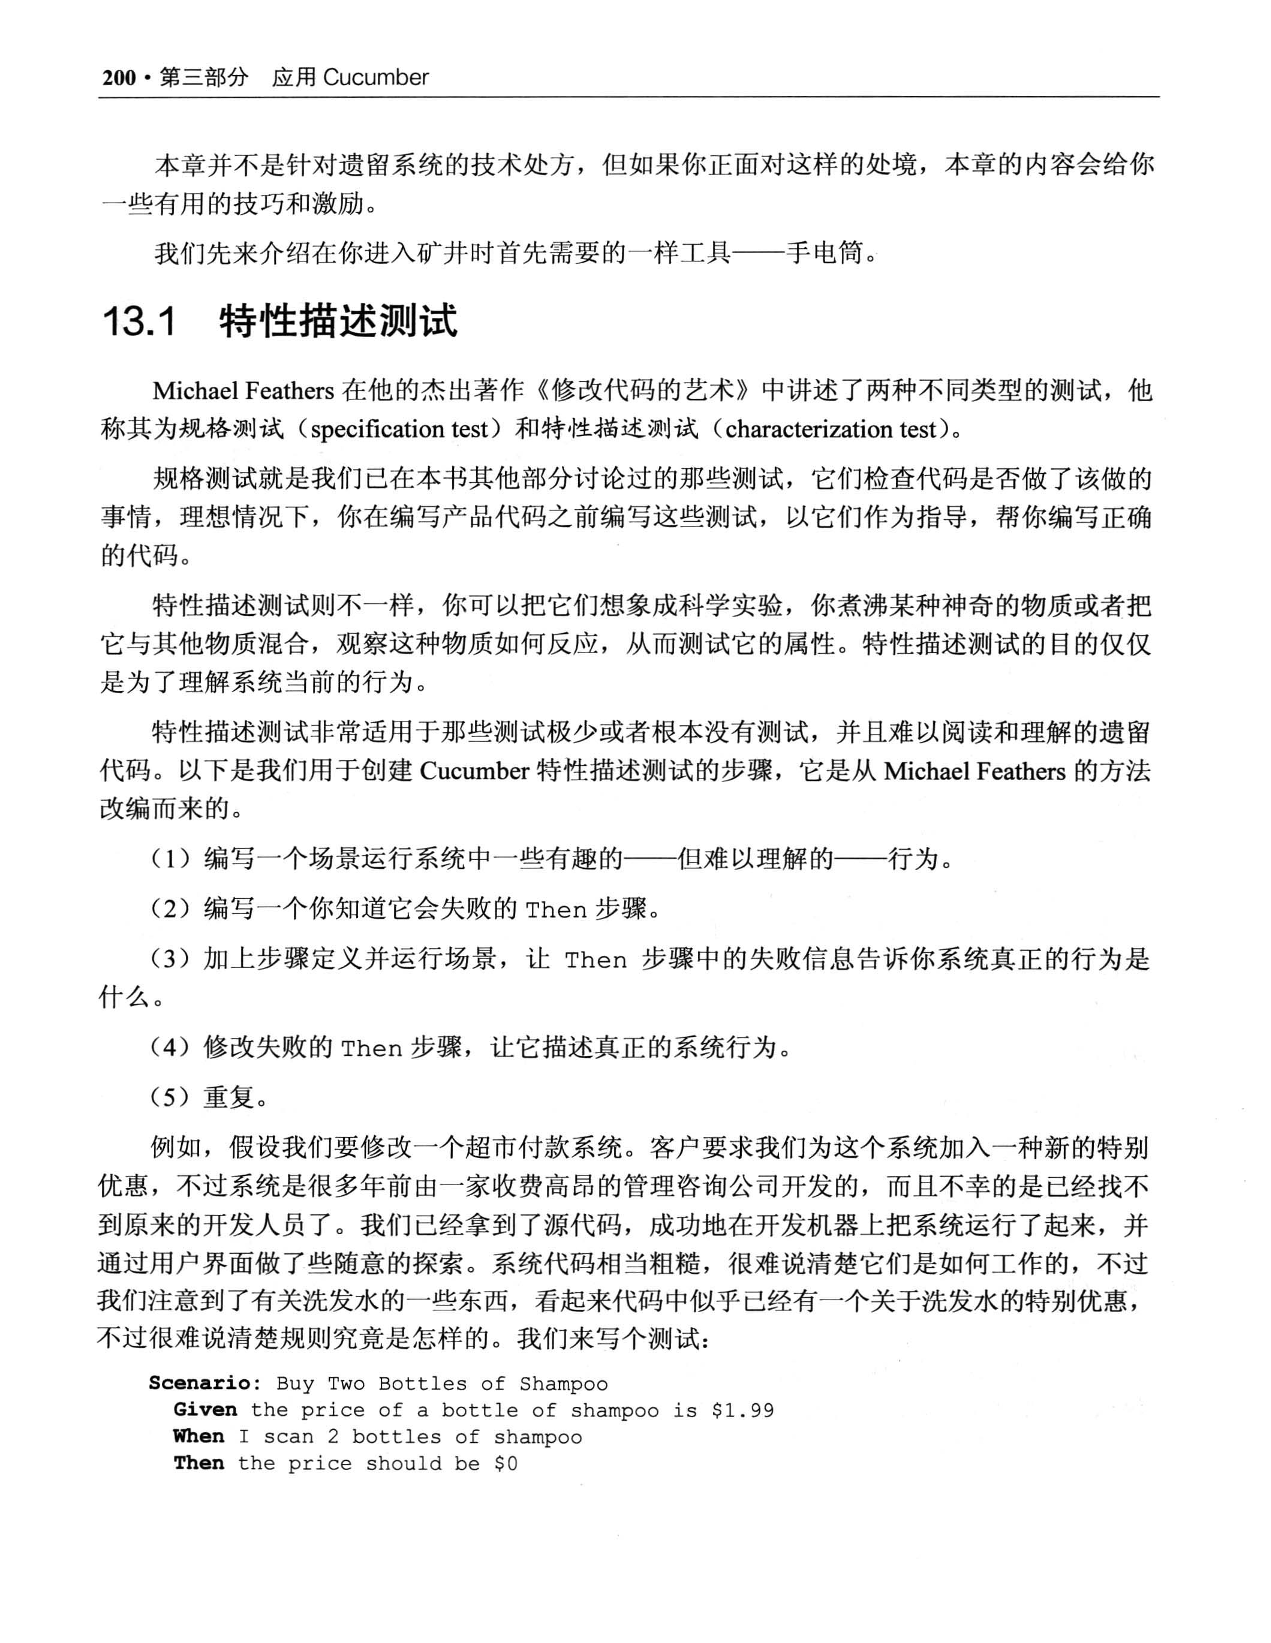 200 • 第三部分　应用 Cucumber
本章并不是针对遗留系统的技术处方，但如果你正面对这样的处境，本章的内容会给你
一些有用的技巧和激励。
我们先来介绍在你进入矿井时首先需要的一样工具——手电筒。
13.1　特性描述测试
Michael Feathers 在他的杰出著作《修改代码的艺术》中讲述了两种不同类型的测试，他
称其为规格测试（specification test）和特性描述测试（characterization test）。
规格测试就是我们已在本书其他部分讨论过的那些测试，它们检查代码是否做了该做的
事情，理想情况下，你在编写产品代码之前编写这些测试，以它们作为指导，帮你编写正确
的代码。
特性描述测试则不一样，你可以把它们想象成科学实验，你煮沸某种神奇的物质或者把
它与其他物质混合，观察这种物质如何反应，从而测试它的属性。特性描述测试的目的仅仅
是为了理解系统当前的行为。
特性描述测试非常适用于那些测试极少或者根本没有测试，并且难以阅读和理解的遗留
代码。以下是我们用于创建 Cucumber 特性描述测试的步骤，它是从 Michael Feathers 的方法
改编而来的。
（1）编写一个场景运行系统中一些有趣的——但难以理解的——行为。
（2）编写一个你知道它会失败的 Then 步骤。
（3）加上步骤定义并运行场景，让 Then 步骤中的失败信息告诉你系统真正的行为是
什么。
（4）修改失败的 Then 步骤，让它描述真正的系统行为。
（5）重复。
例如，假设我们要修改一个超市付款系统。客户要求我们为这个系统加入一种新的特别
优惠，不过系统是很多年前由一家收费高昂的管理咨询公司开发的，而且不幸的是已经找不
到原来的开发人员了。我们已经拿到了源代码，成功地在开发机器上把系统运行了起来，并
通过用户界面做了些随意的探索。系统代码相当粗糙，很难说清楚它们是如何工作的，不过
我们注意到了有关洗发水的一些东西，看起来代码中似乎已经有一个关于洗发水的特别优惠，
不过很难说清楚规则究竟是怎样的。我们来写个测试：
Scenario: Buy Two Bottles of Shampoo
Given the price of a bottle of shampoo is $1.99
When I scan 2 bottles of shampoo
Then the price should be $0